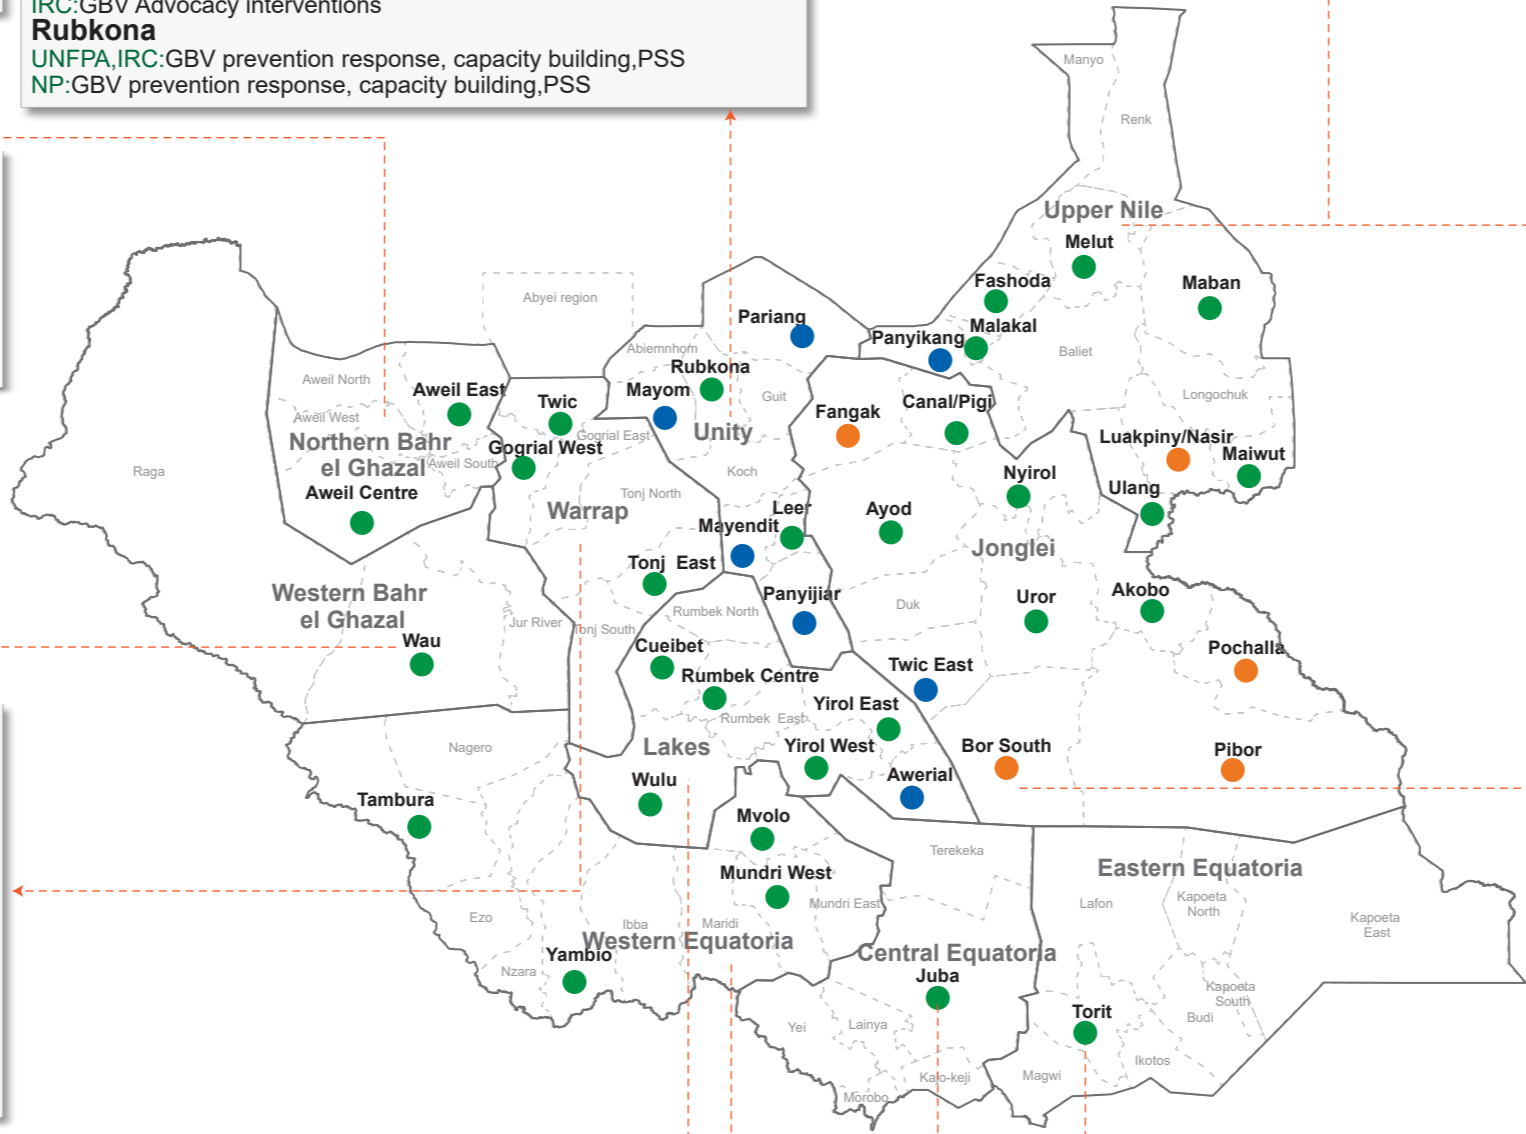 IRC:GBV Advocacy interventions
Rubkona
UNFPA,IRC:GBV prevention response, capacity building,PSS
NP:GBV prevention response, capacity building,PSS
Manyo
Renk
Upper Nile
Melut
Fashoda
Maban
Malakal
Panyikang
Baliet
Longochuk
Luakpiny/Nasir
Maiwut
Ulang
Abyei region
Pariang
Abiemnhom
Rubkona
Mayom
Guit
Unity
Koch
Leer
Mayendit
Panyijiar
Aweil North
Aweil East
Aweil West
Northern Bahr
el Ghazal
Aweil South
Aweil Centre
Raga
Twic
Gogrial East
Gogrial West
Tonj North
Warrap
Tonj East
Tonj South
Western Bahr
el Ghazal
Jur River
Wau
Fangak
Canal/Pigi
Nyirol
Ayod
Jonglei
Duk
Uror
Akobo
Pochalla
Twic East
Bor South
Pibor
Rumbek North
Cueibet
Rumbek Centre
Rumbek East
Yirol East
Lakes
Yirol West
Awerial
Wulu
Nagero
Tambura
Mvolo
Mundri West
Mundri East
Ezo
Ibba
Maridi
Western Equatoria
Yambio
Nzara
Terekeka
Central Equatoria
Juba
Yei
Lainya
Kajo-keji
Morobo
Eastern Equatoria
Lafon
Kapoeta
North
Kapoeta
East
Kapoeta
South
Budi
Torit
Ikotos
Magwi